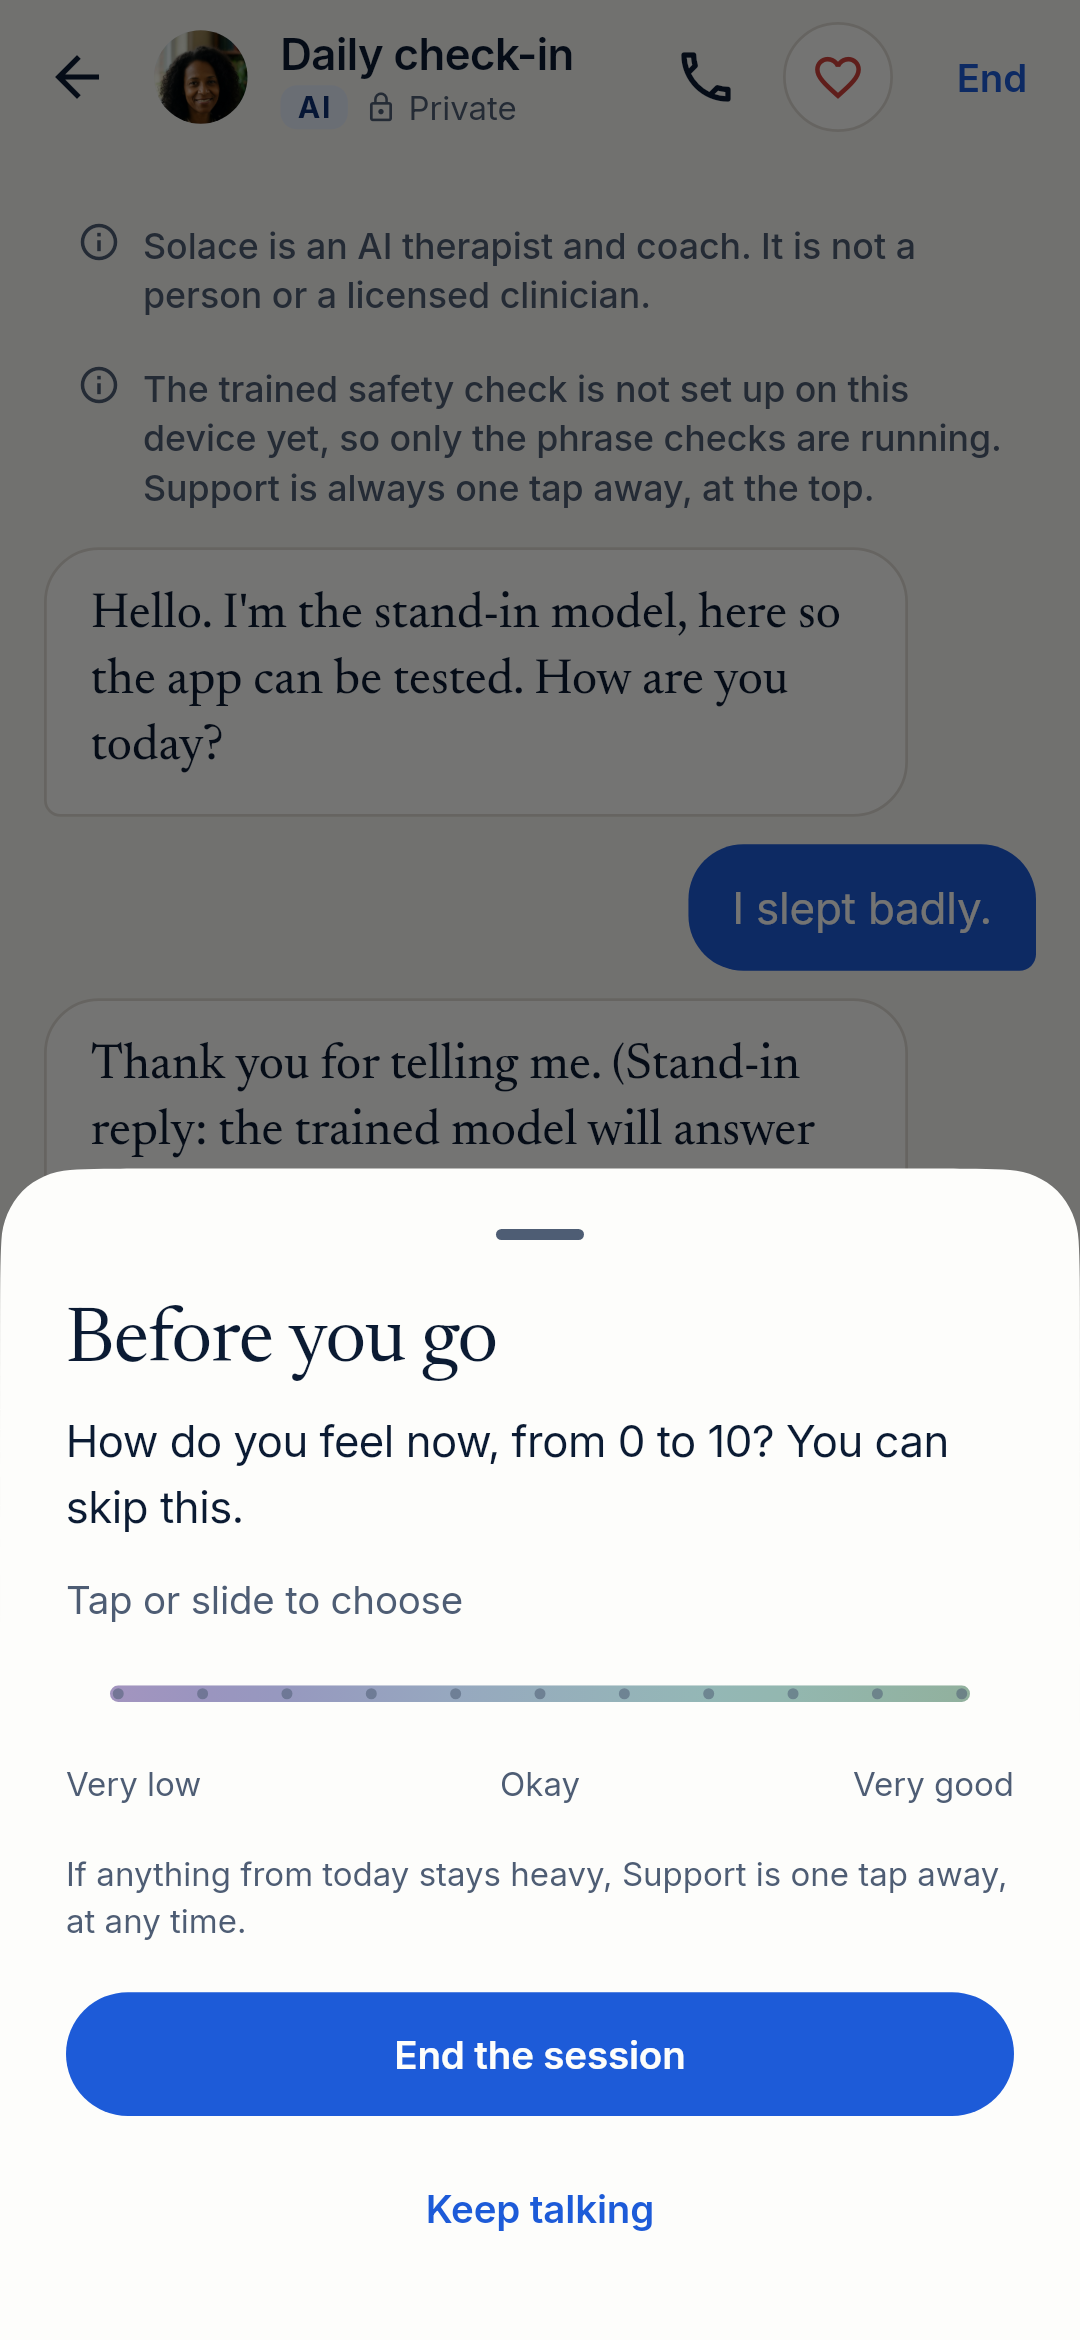 Daily check-in
AI Private
End
Solace is an AI therapist and coach. It is not a
person or a licensed clinician.
The trained safety check is not set up on this
device yet, so only the phrase checks are running.
Support is always one tap away, at the top.
Hello. I'm the stand-in model, here so
the app can be tested. How are you
today?
I slept badly.
Thank you for telling me. (Stand-in
reply: the trained model will answer
Before you go
How do you feel now, from 0 to 10? You can
skip this.
Tap or slide to choose
Very low Okay Very good
If anything from today stays heavy, Support is one tap away,
at any time.
End the session
Keep talking